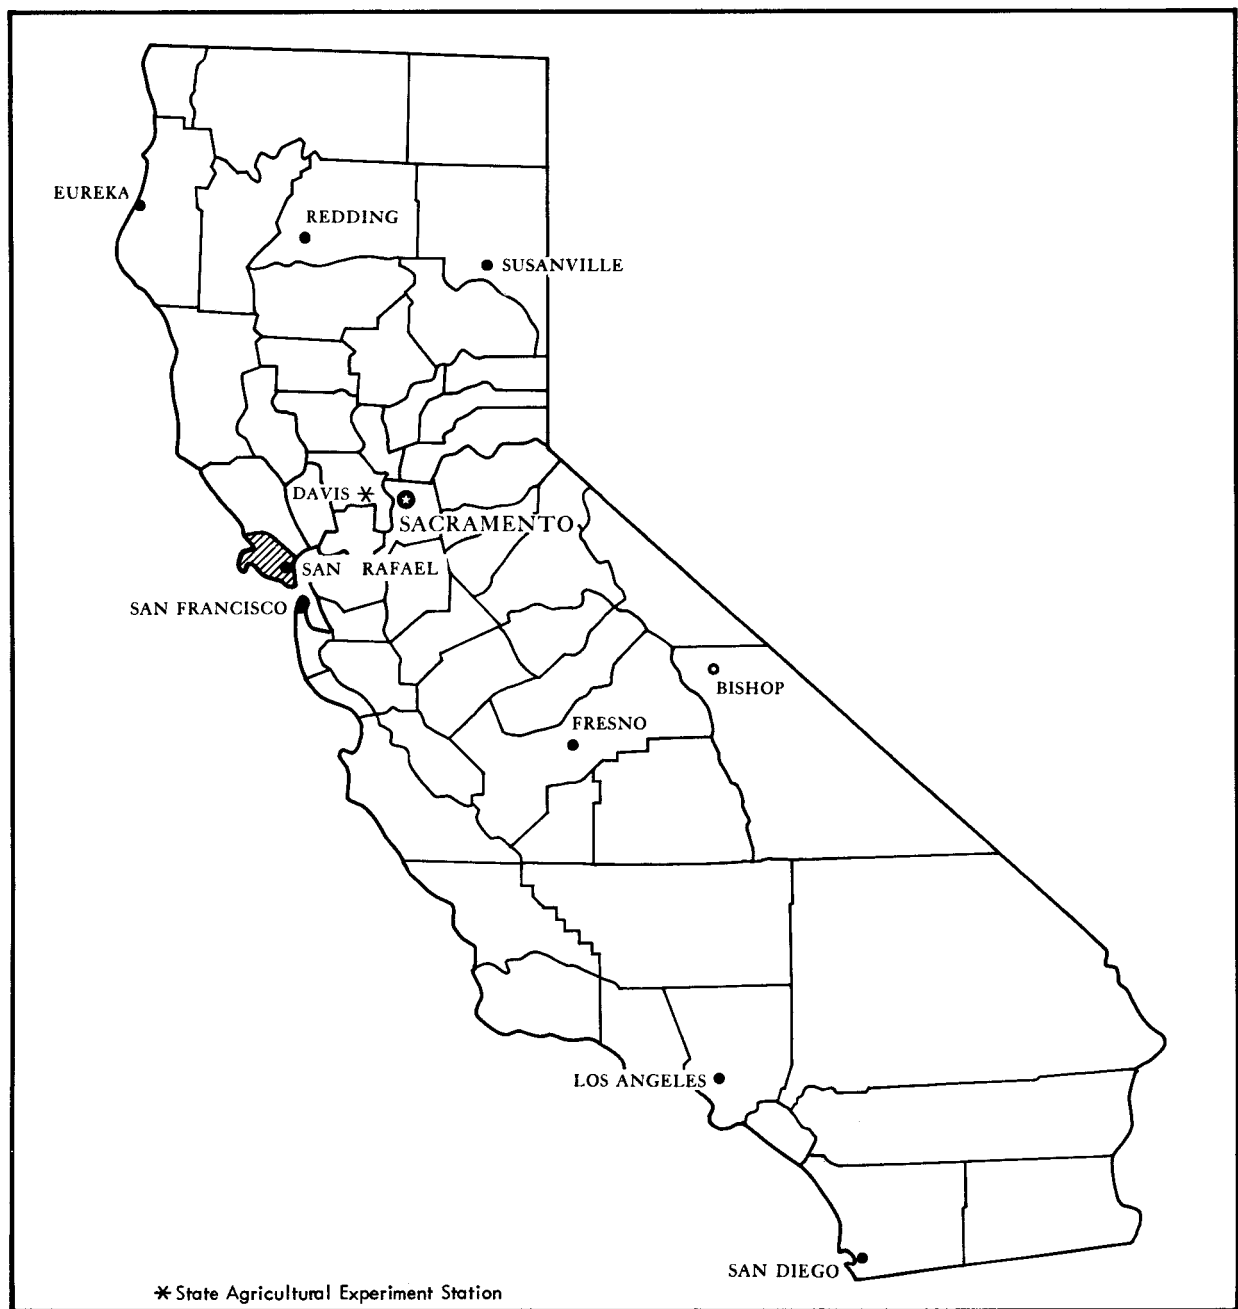 EUREKA
REDDING
SUSANVILLE
DAVIS
SACRAMENTO
SAN RAFAEL
SAN FRANCISCO
BISHOP
FRESNO
LOS ANGELES
SAN DIEGO
* State Agricultural Experiment Station